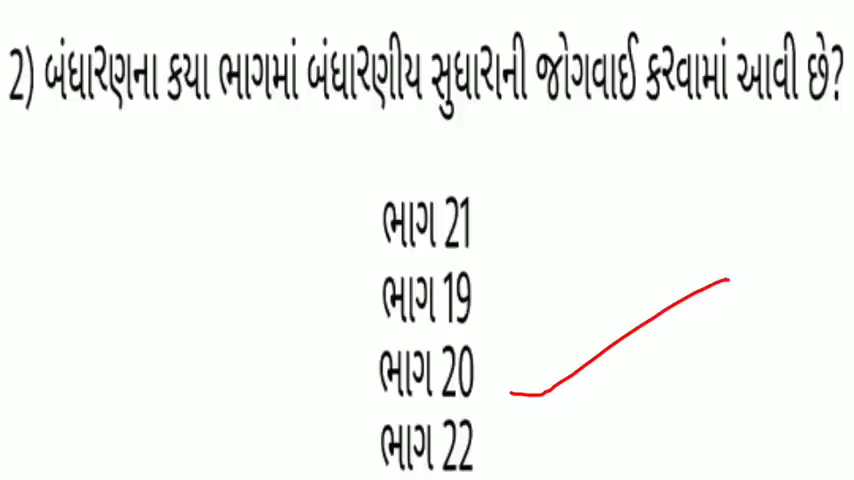 2) બંધારણના કયા ભાગમાં બંધારણીય સુધારાની જોગવાઈ કરવામાં આવી છે?
ભાગ 21
ભાગ 19
ભાગ 20
ભાગ 22